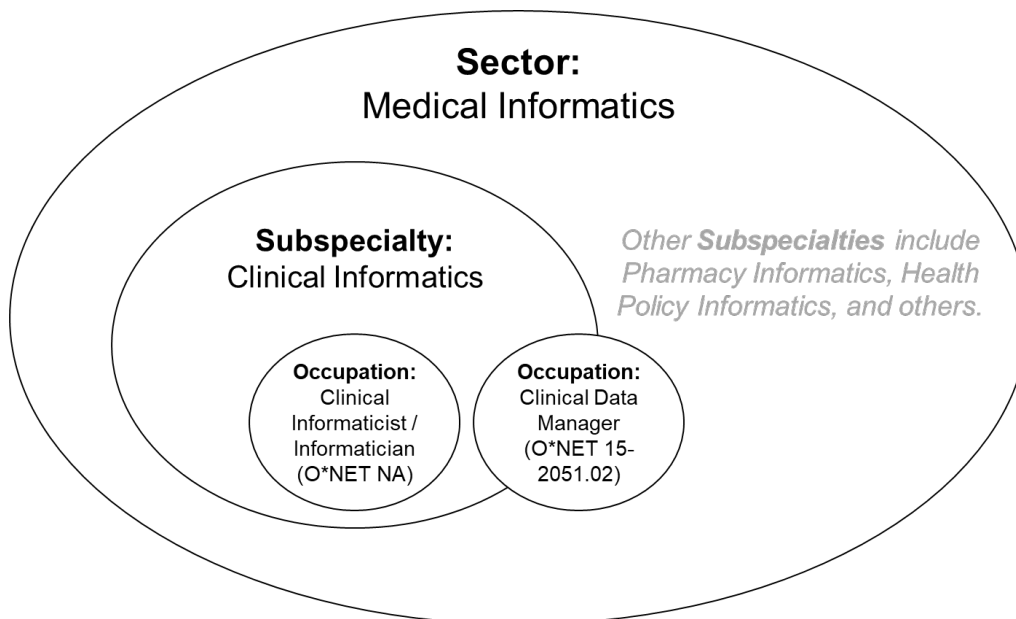 Sector:
Medical Informatics
Subspecialty:
Clinical Informatics
Other Subspecialties include
Pharmacy Informatics, Health
Policy Informatics, and others.
Occupation:
Clinical
Informaticist /
Informatician
(O*NET NA)
Occupation:
Clinical Data
Manager
(O*NET 15-
2051.02)